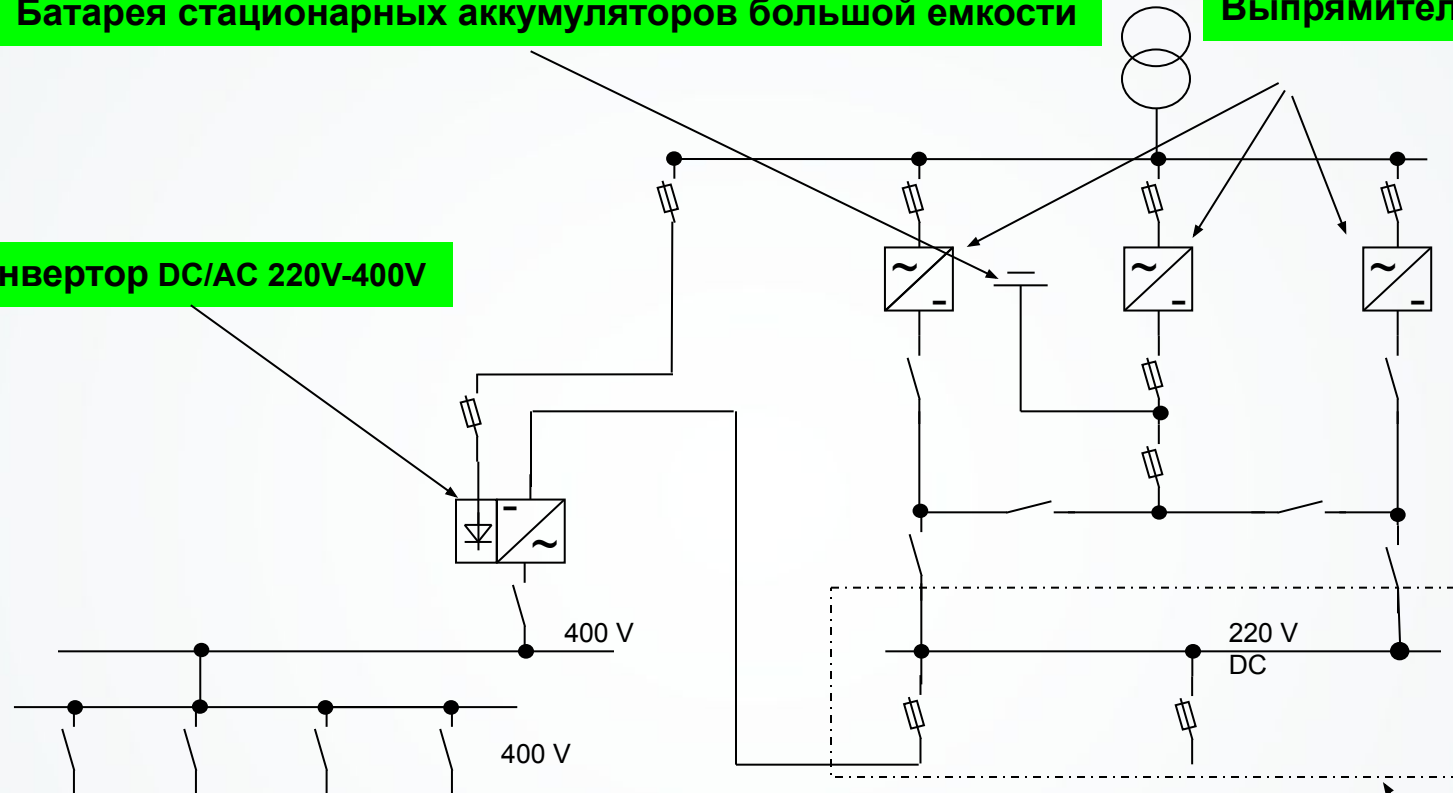 Батарея стационарных аккумуляторов большой емкости
Выпрямител
нвертор DC/AC 220V-400V
~
-
~
-
~
-
-
~
400 V
220 V
DC
400 V